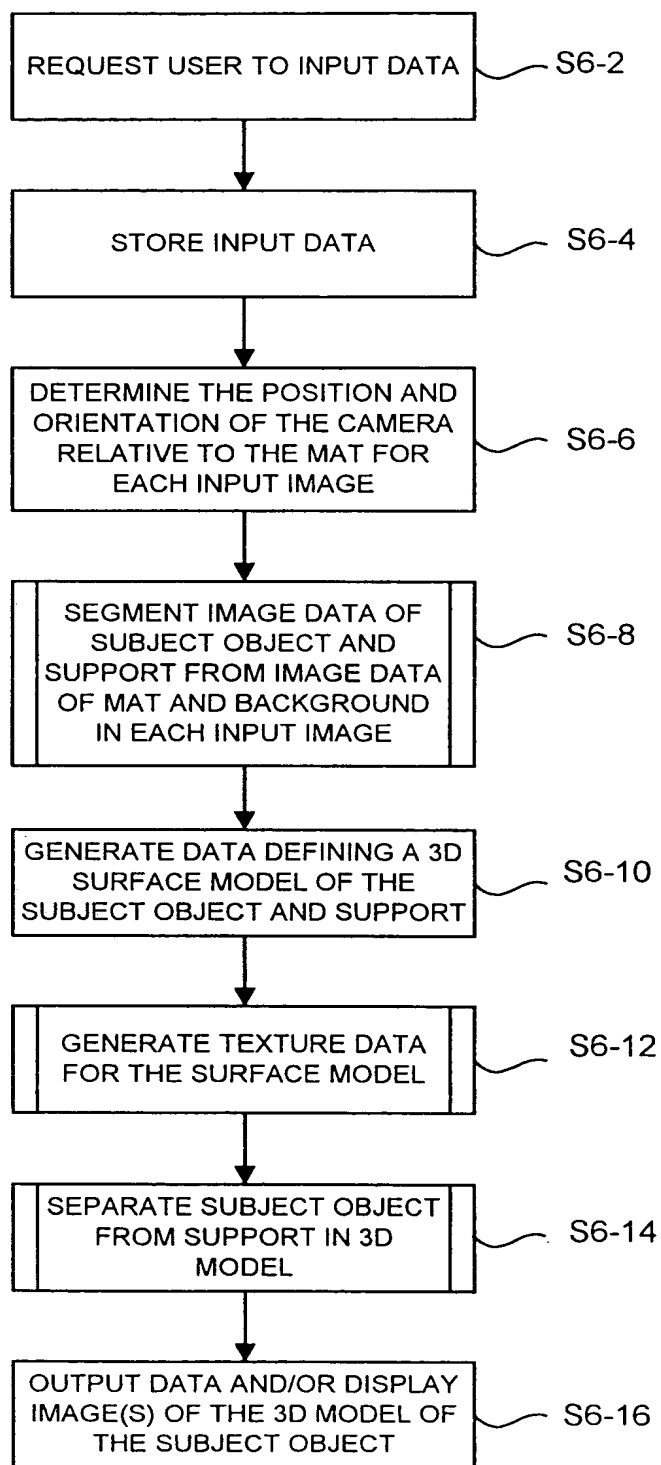 REQUEST USER TO INPUT DATA
S6-2
STORE INPUT DATA
S6-4
DETERMINE THE POSITION AND
ORIENTATION OF THE CAMERA
RELATIVE TO THE MAT FOR
EACH INPUT IMAGE
S6-6
SEGMENT IMAGE DATA OF
SUBJECT OBJECT AND
SUPPORT FROM IMAGE DATA
OF MAT AND BACKGROUND
IN EACH INPUT IMAGE
S6-8
GENERATE DATA DEFINING A 3D
SURFACE MODEL OF THE
SUBJECT OBJECT AND SUPPORT
S6-10
GENERATE TEXTURE DATA
FOR THE SURFACE MODEL
S6-12
SEPARATE SUBJECT OBJECT
FROM SUPPORT IN 3D
MODEL
S6-14
OUTPUT DATA AND/OR DISPLAY
IMAGE(S) OF THE 3D MODEL OF
THE SUBJECT OBJECT
S6-16